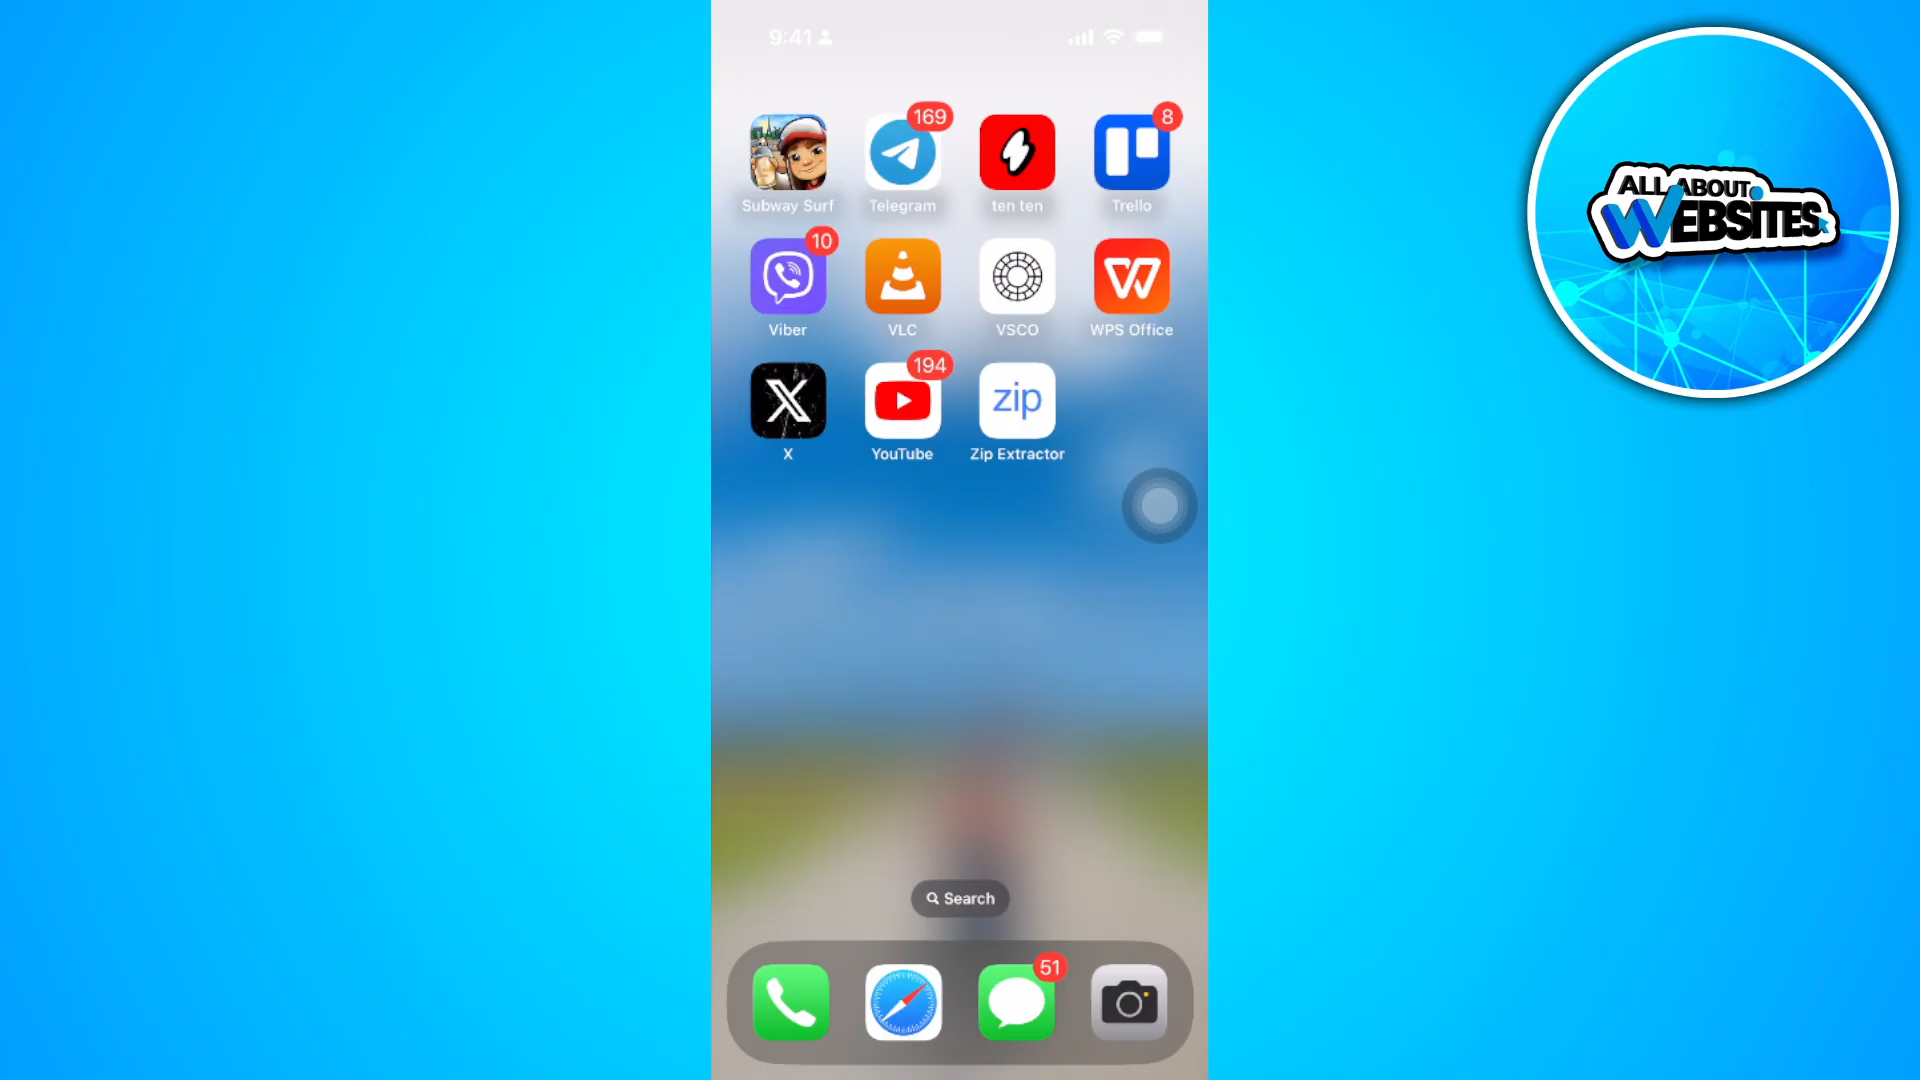 9:41
ALL ABOUT
WEBSITES
169
8
Subway Surf
Telegram
ten ten
Trello
10
Viber
VLC
VSCO
WPS Office
194
zip
X
YouTube
Zip Extractor
Search
51